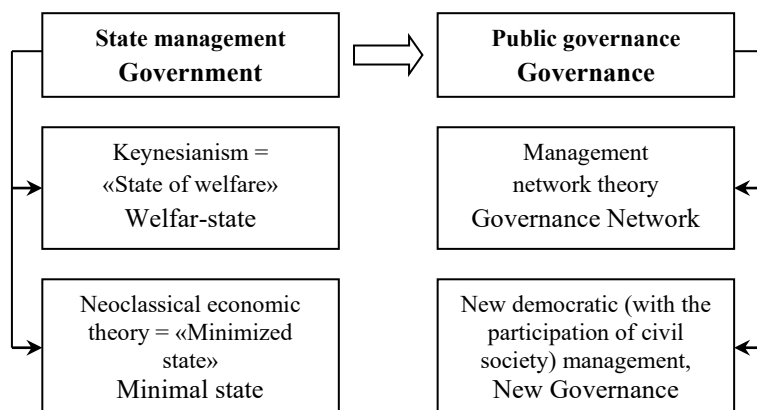 State management
Government
Public governance
Governance
Keynesianism =
«State of welfare»
Welfar-state
Management
network theory
Governance Network
Neoclassical economic
theory = «Minimized
state»
Minimal state
New democratic (with the
participation of civil
society) management,
New Governance